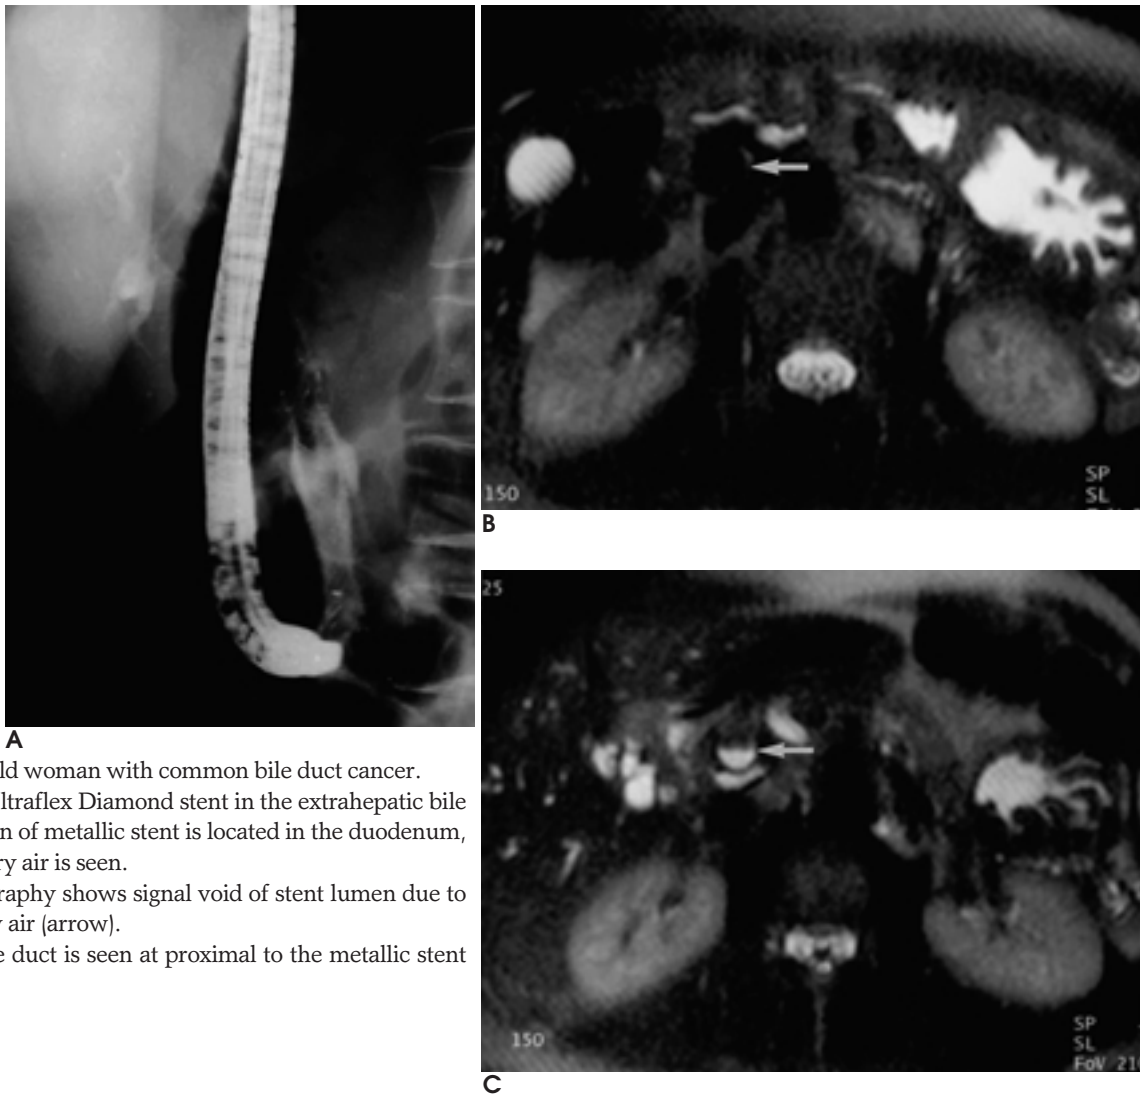 A
ld woman with common bile duct cancer.
ltraflex Diamond stent in the extrahepatic bile
n of metallic stent is located in the duodenum,
ry air is seen.
raphy shows signal void of stent lumen due to
y air (arrow).
e duct is seen at proximal to the metallic stent
150
SP
SL
B
25
150
SP
SL
FoV 210
C